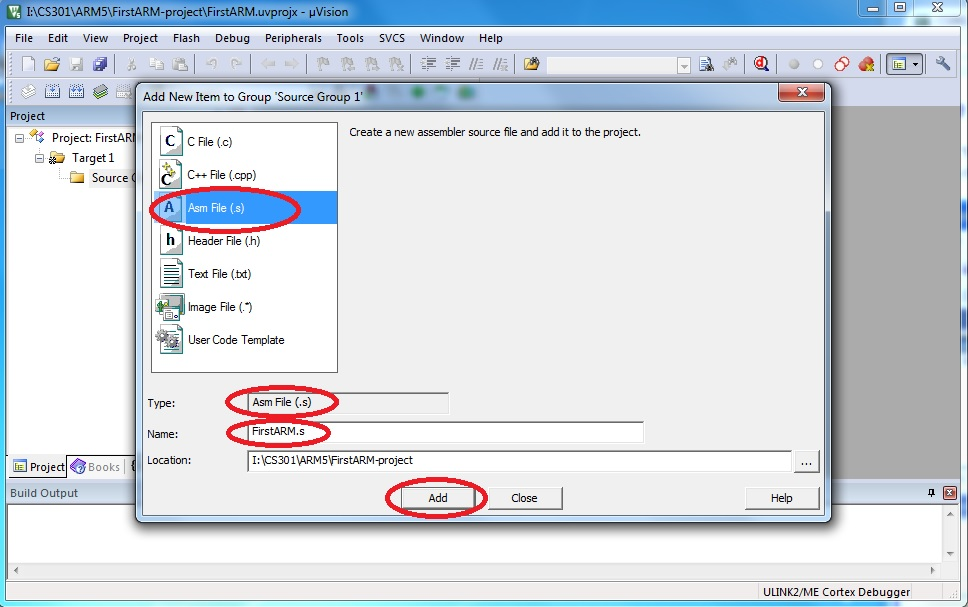 I:\CS301\ARM5\FirstARM-project\FirstARM.uvprojx - µVision
File Edit View Project Flash Debug Peripherals Tools SVCS Window Help
Add New Item to Group 'Source Group 1'
Project
Project: FirstAR
Target 1
Source
Create a new assembler source file and add it to the project.
C C File (.c)
C C++ File (.cpp)
A Asm File (.s)
h Header File (.h)
Text File (.txt)
Image File (.*)
User Code Template
Type: Asm File (.s)
Name: FirstARM.s
Location: I:\CS301\ARM5\FirstARM-project ...
Add Close Help
Project Books {
Build Output
ULINK2/ME Cortex Debugger